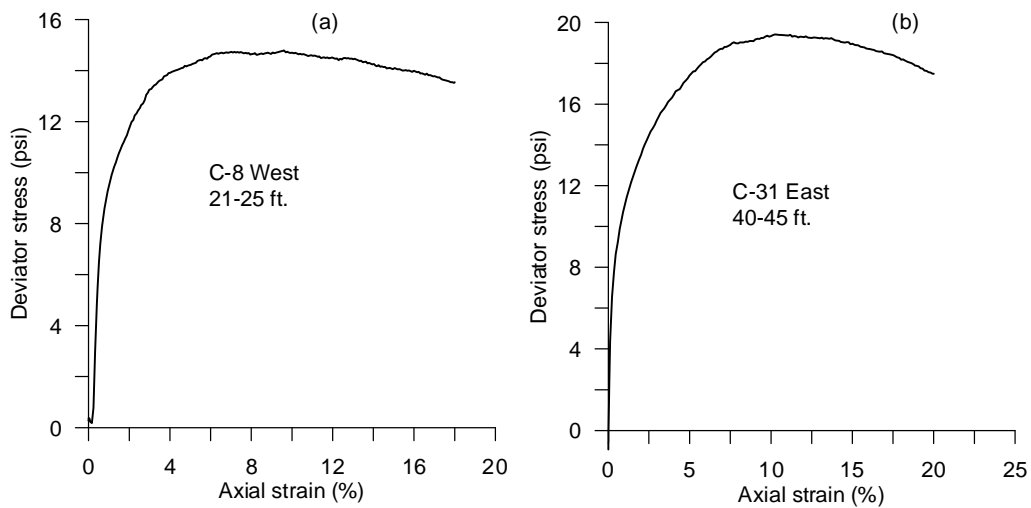 (a)
16
12
8
4
0
Deviator stress (psi)
C-8 West
21-25 ft.
0 4 8 12 16 20
Axial strain (%)
(b)
20
16
12
8
4
0
Deviator stress (psi)
C-31 East
40-45 ft.
0 5 10 15 20 25
Axial strain (%)